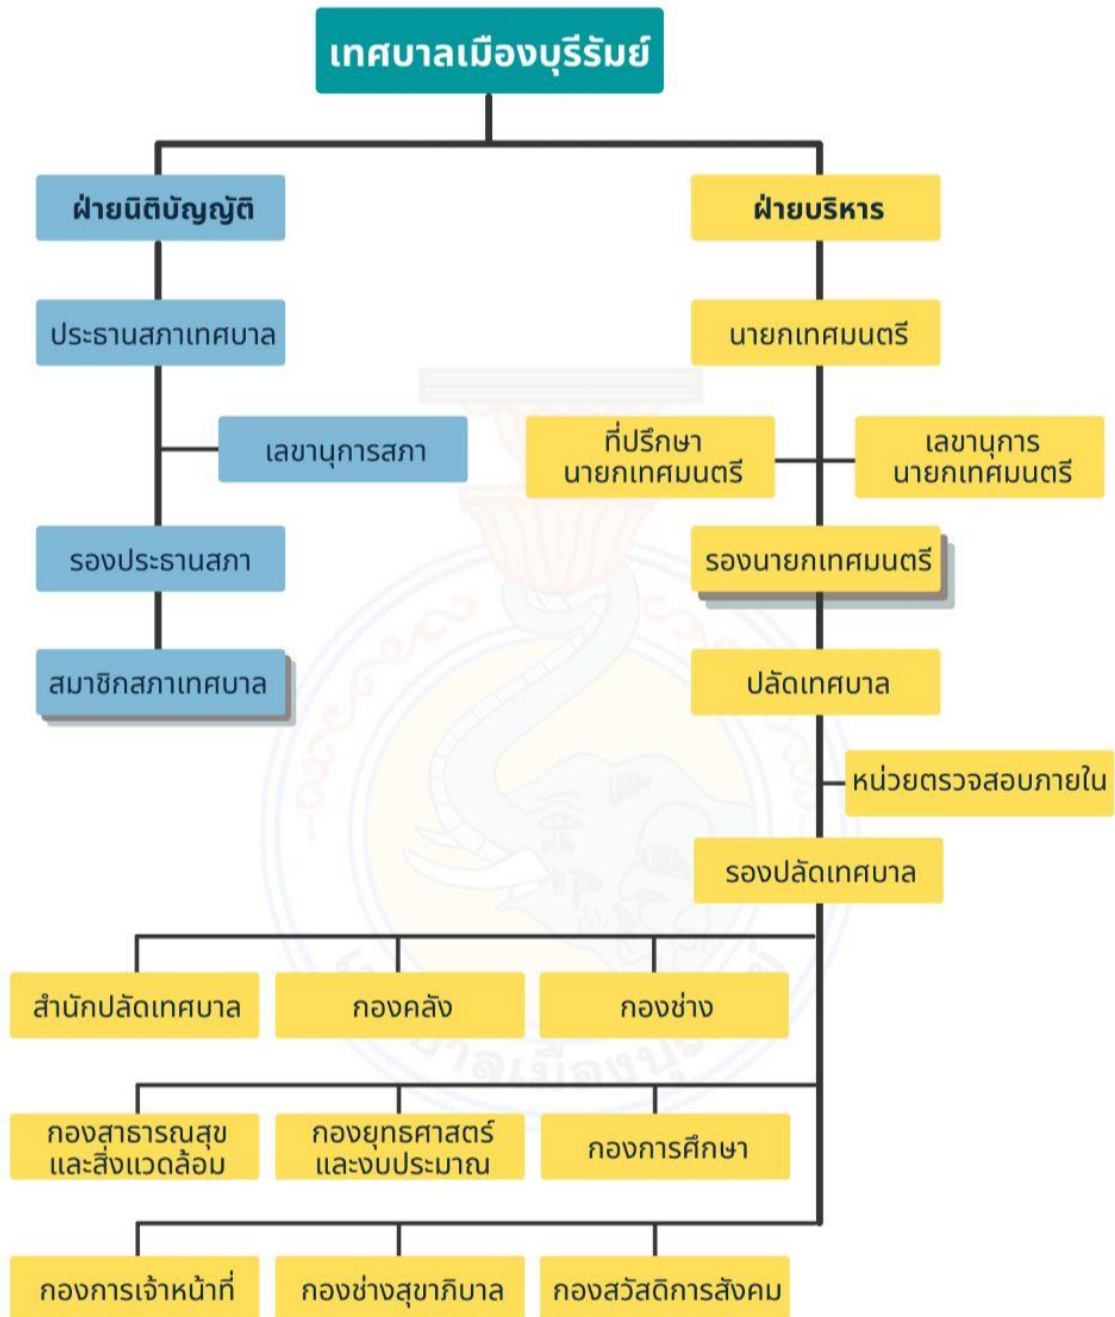 เทศบาลเมืองบุรีรัมย์
ฝ่ายนิติบัญญัติ
ฝ่ายบริหาร
ประธานสภาเทศบาล
นายกเทศมนตรี
เลขานุการสภา
ที่ปรึกษา
นายกเทศมนตรี
เลขานุการ
นายกเทศมนตรี
รองประธานสภา
รองนายกเทศมนตรี
สมาชิกสภาเทศบาล
ปลัดเทศบาล
หน่วยตรวจสอบภายใน
รองปลัดเทศบาล
สำนักปลัดเทศบาล
กองคลัง
กองช่าง
กองสาธารณสุข
และสิ่งแวดล้อม
กองยุทธศาสตร์
และงบประมาณ
กองการศึกษา
กองการเจ้าหน้าที่
กองช่างสุขาภิบาล
กองสวัสดิการสังคม